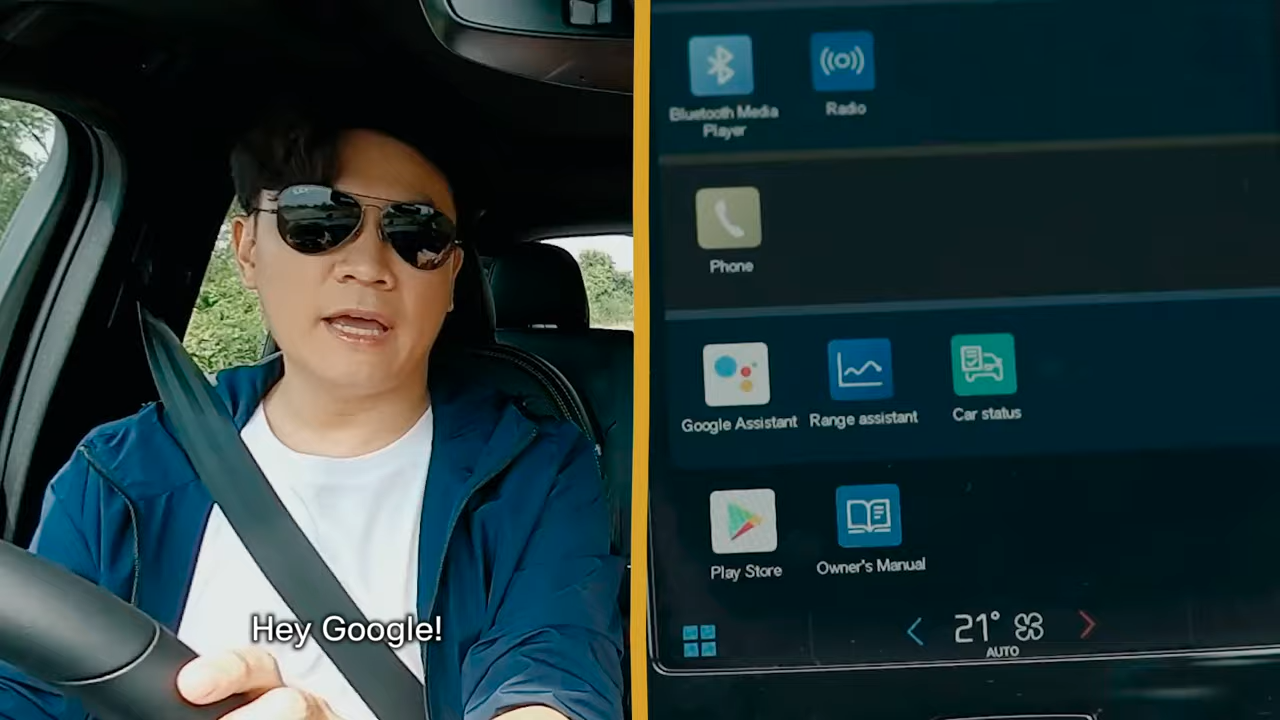 Hey Google!
Bluetooth Media
Player
Radio
Phone
Google Assistant
Range assistant
Car status
Play Store
Owner's Manual
21°
AUTO